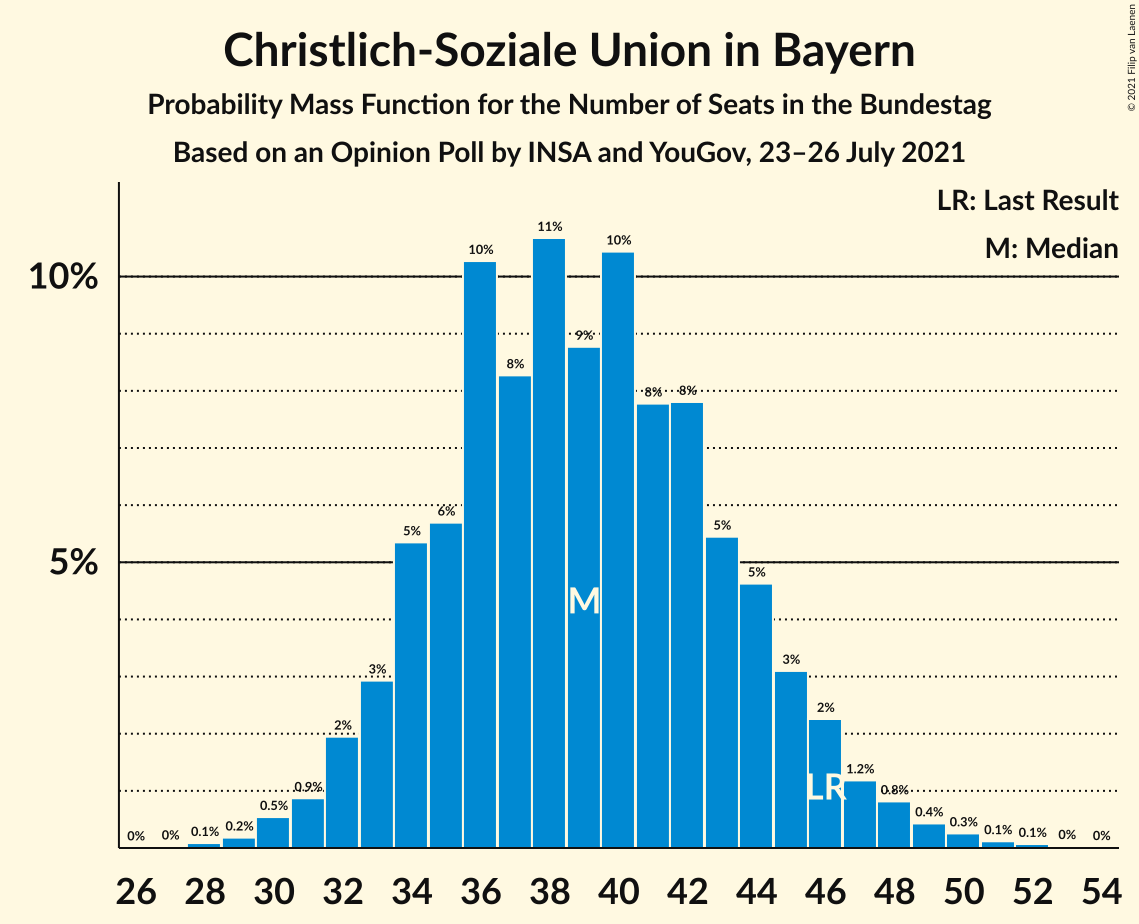 Christlich-Soziale Union in Bayern
Probability Mass Function for the Number of Seats in the Bundestag
Based on an Opinion Poll by INSA and YouGov, 23–26 July 2021
© 2021 Filip van Laenen
LR: Last Result
M: Median
10%
5%
0% 0% 0.1% 0.2% 0.5% 0.9% 2% 3% 5% 6% 10% 8% 11% 9% 10% 8% 8% 5% 5% 3% 2% 1.2% 0.8% 0.4% 0.3% 0.1% 0.1% 0% 0%
M
LR
26 28 30 32 34 36 38 40 42 44 46 48 50 52 54